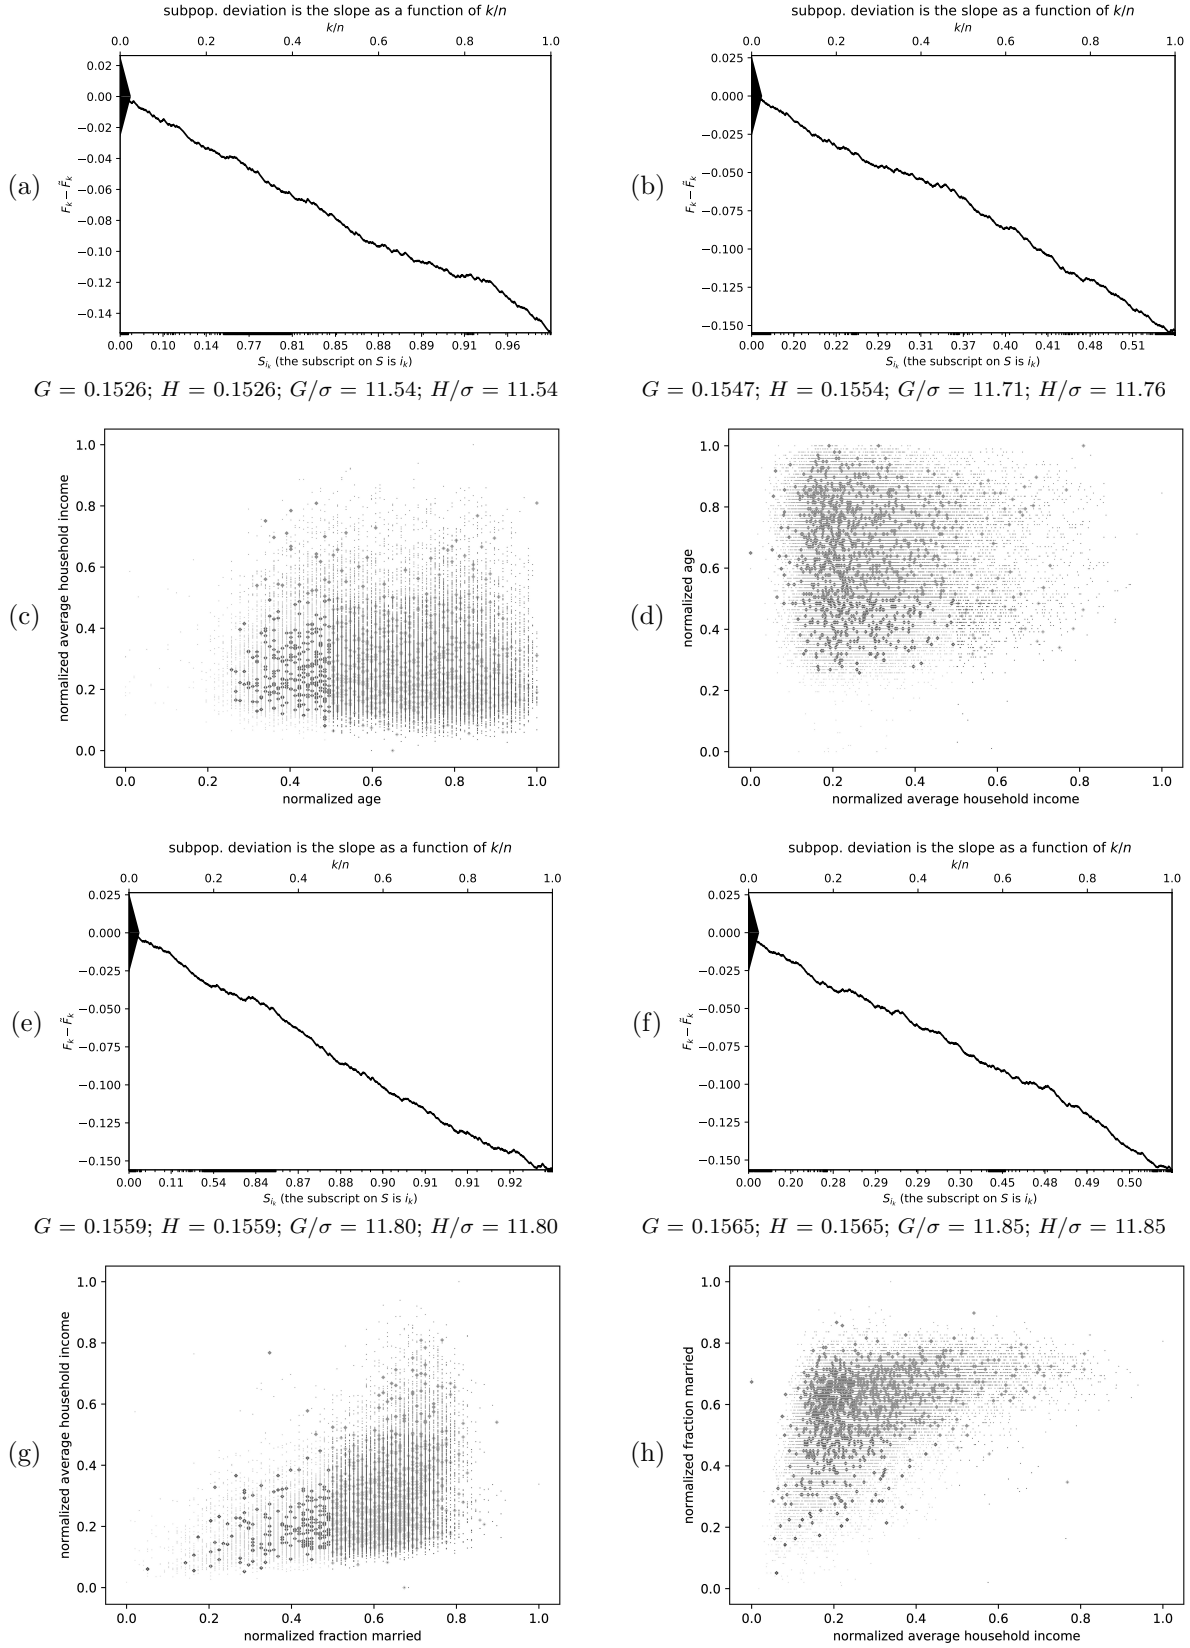 subpop. deviation is the slope as a function of k/n
k/n
0.0 0.2 0.4 0.6 0.8 1.0
0.02
0.00
−0.02
−0.04
−0.06
−0.08
−0.10
−0.12
−0.14
F_k − F̃_k
(a)
0.00 0.10 0.14 0.77 0.81 0.85 0.88 0.89 0.91 0.96
S_{i_k} (the subscript on S is i_k)
G = 0.1526; H = 0.1526; G/σ = 11.54; H/σ = 11.54
subpop. deviation is the slope as a function of k/n
k/n
0.0 0.2 0.4 0.6 0.8 1.0
0.025
0.000
−0.025
−0.050
−0.075
−0.100
−0.125
−0.150
F_k − F̃_k
(b)
0.00 0.20 0.22 0.29 0.31 0.37 0.40 0.41 0.48 0.51
S_{i_k} (the subscript on S is i_k)
G = 0.1547; H = 0.1554; G/σ = 11.71; H/σ = 11.76
(c)
normalized average household income
1.0
0.8
0.6
0.4
0.2
0.0
0.0 0.2 0.4 0.6 0.8 1.0
normalized age
(d)
normalized age
1.0
0.8
0.6
0.4
0.2
0.0
0.0 0.2 0.4 0.6 0.8 1.0
normalized average household income
subpop. deviation is the slope as a function of k/n
k/n
0.0 0.2 0.4 0.6 0.8 1.0
0.025
0.000
−0.025
−0.050
−0.075
−0.100
−0.125
−0.150
F_k − F̃_k
(e)
0.00 0.11 0.54 0.84 0.87 0.88 0.90 0.91 0.91 0.92
S_{i_k} (the subscript on S is i_k)
G = 0.1559; H = 0.1559; G/σ = 11.80; H/σ = 11.80
subpop. deviation is the slope as a function of k/n
k/n
0.0 0.2 0.4 0.6 0.8 1.0
0.025
0.000
−0.025
−0.050
−0.075
−0.100
−0.125
−0.150
F_k − F̃_k
(f)
0.00 0.20 0.28 0.29 0.29 0.30 0.45 0.48 0.49 0.50
S_{i_k} (the subscript on S is i_k)
G = 0.1565; H = 0.1565; G/σ = 11.85; H/σ = 11.85
(g)
normalized average household income
1.0
0.8
0.6
0.4
0.2
0.0
0.0 0.2 0.4 0.6 0.8 1.0
normalized fraction married
(h)
normalized fraction married
1.0
0.8
0.6
0.4
0.2
0.0
0.0 0.2 0.4 0.6 0.8 1.0
normalized average household income